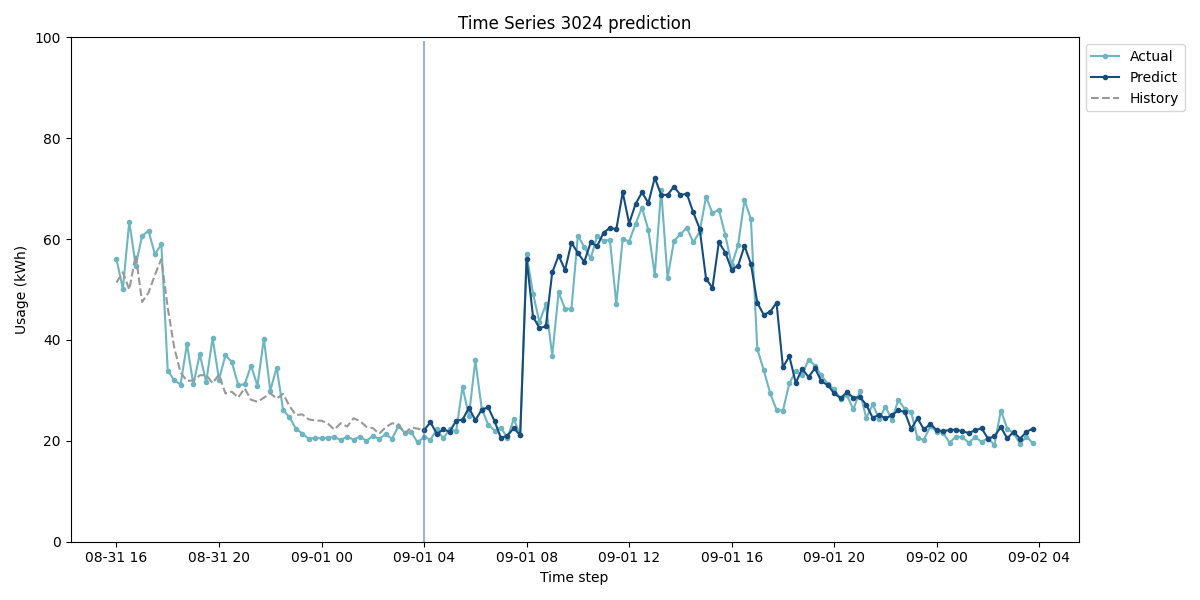 Time Series 3024 prediction
100
80
60
40
20
0
Usage (kWh)
08-31 16
08-31 20
09-01 00
09-01 04
09-01 08
09-01 12
09-01 16
09-01 20
09-02 00
09-02 04
Time step
Actual
Predict
History